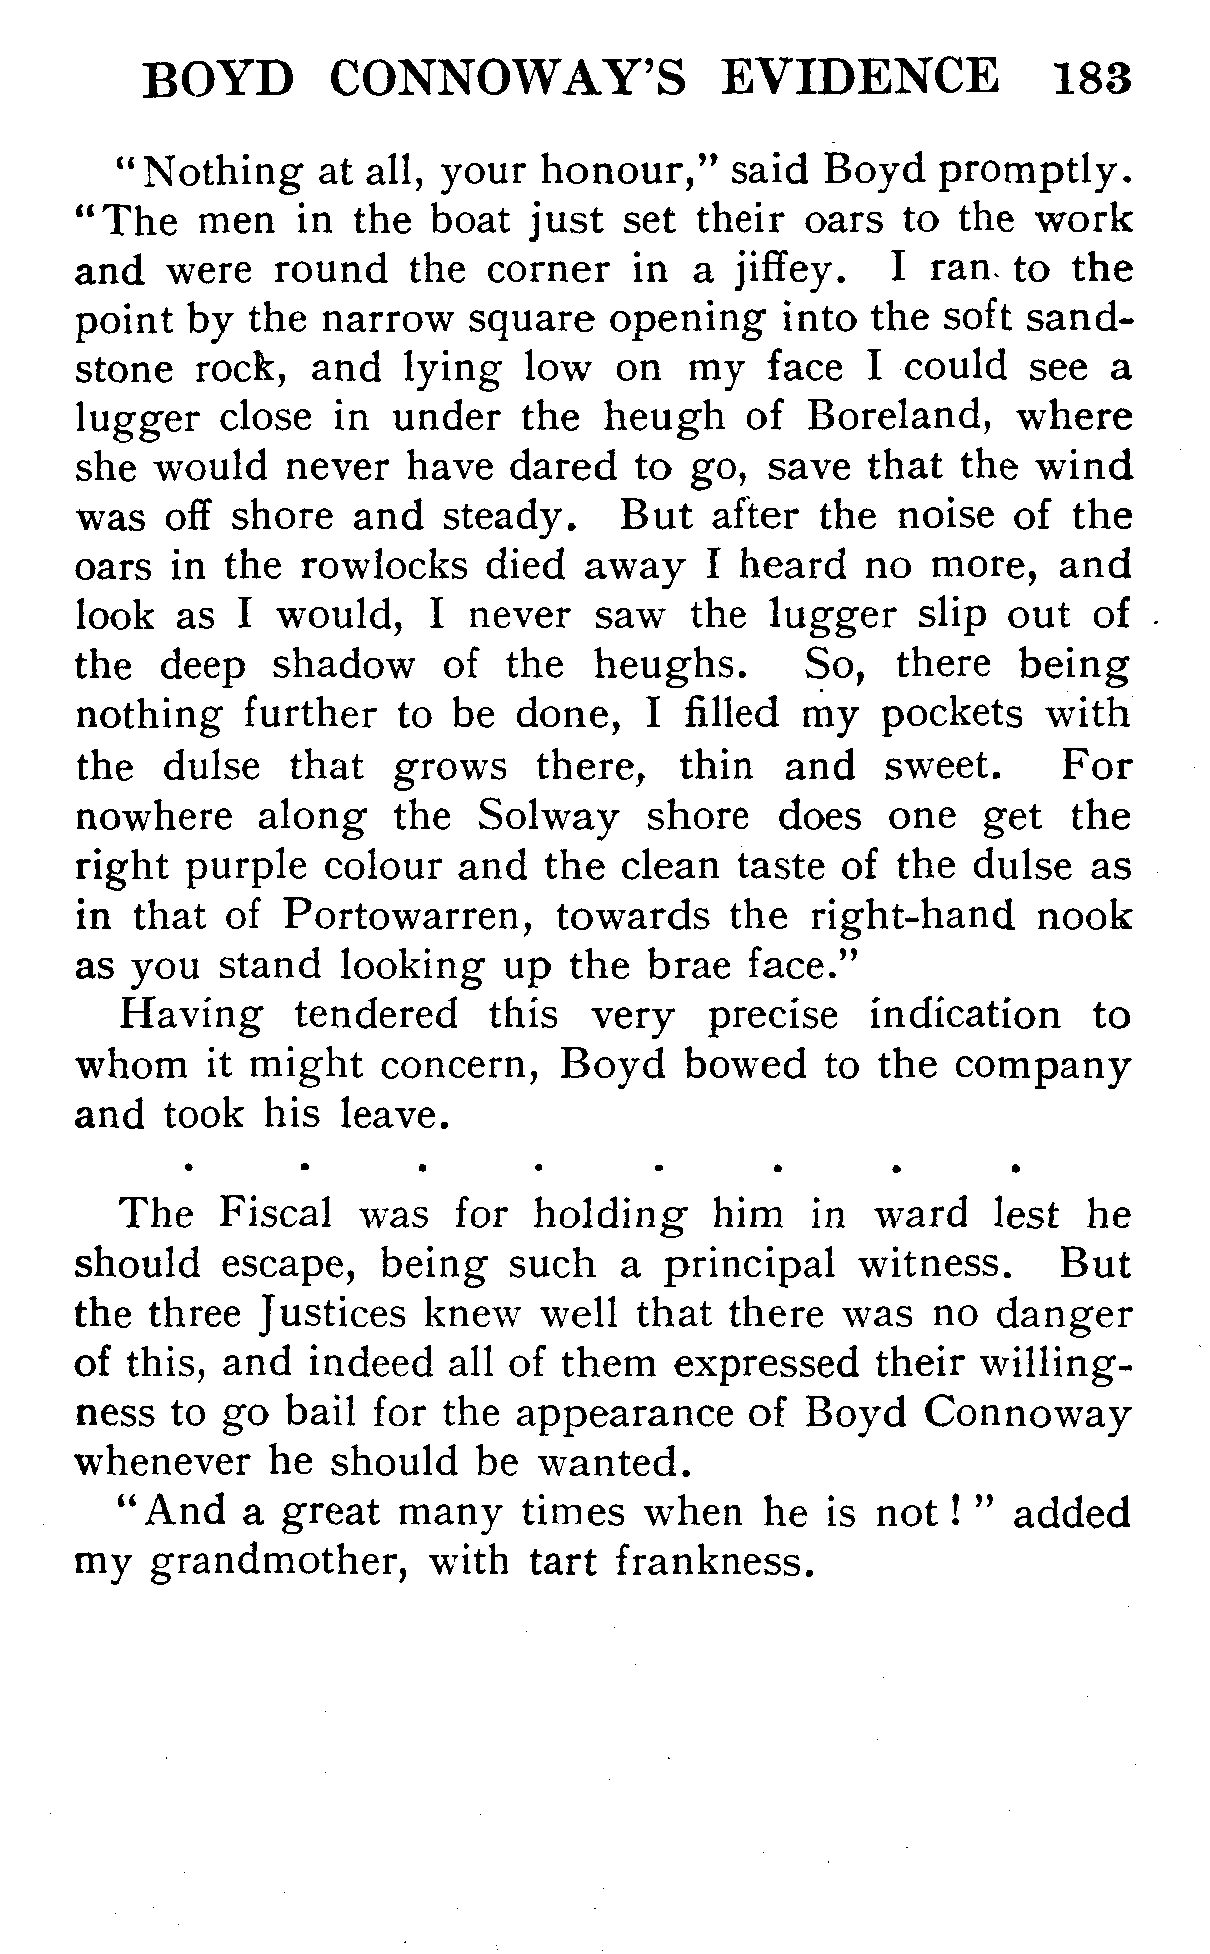 BOYD CONNOWAY'S EVIDENCE 183
"Nothing at all, your honour," said Boyd promptly.
"The men in the boat just set their oars to the work
and were round the corner in a jiffey. I ran to the
point by the narrow square opening into the soft sand-
stone rock, and lying low on my face I could see a
lugger close in under the heugh of Boreland, where
she would never have dared to go, save that the wind
was off shore and steady. But after the noise of the
oars in the rowlocks died away I heard no more, and
look as I would, I never saw the lugger slip out of
the deep shadow of the heughs. So, there being
nothing further to be done, I filled my pockets with
the dulse that grows there, thin and sweet. For
nowhere along the Solway shore does one get the
right purple colour and the clean taste of the dulse as
in that of Portowarren, towards the right-hand nook
as you stand looking up the brae face."
Having tendered this very precise indication to
whom it might concern, Boyd bowed to the company
and took his leave.
. . . . . . . .
The Fiscal was for holding him in ward lest he
should escape, being such a principal witness. But
the three Justices knew well that there was no danger
of this, and indeed all of them expressed their willing-
ness to go bail for the appearance of Boyd Connoway
whenever he should be wanted.
"And a great many times when he is not!" added
my grandmother, with tart frankness.